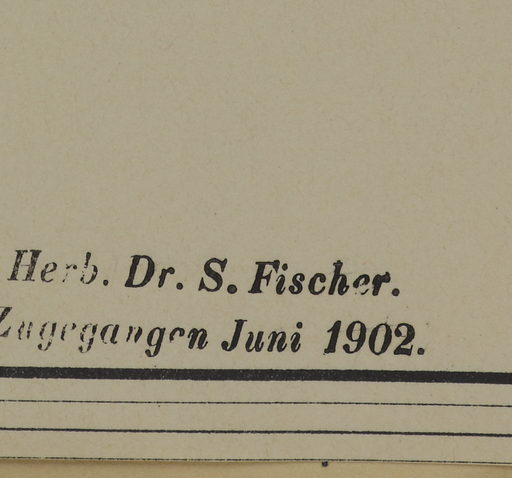 Herb. Dr. S. Fischer.
Zugegangen Juni 1902.